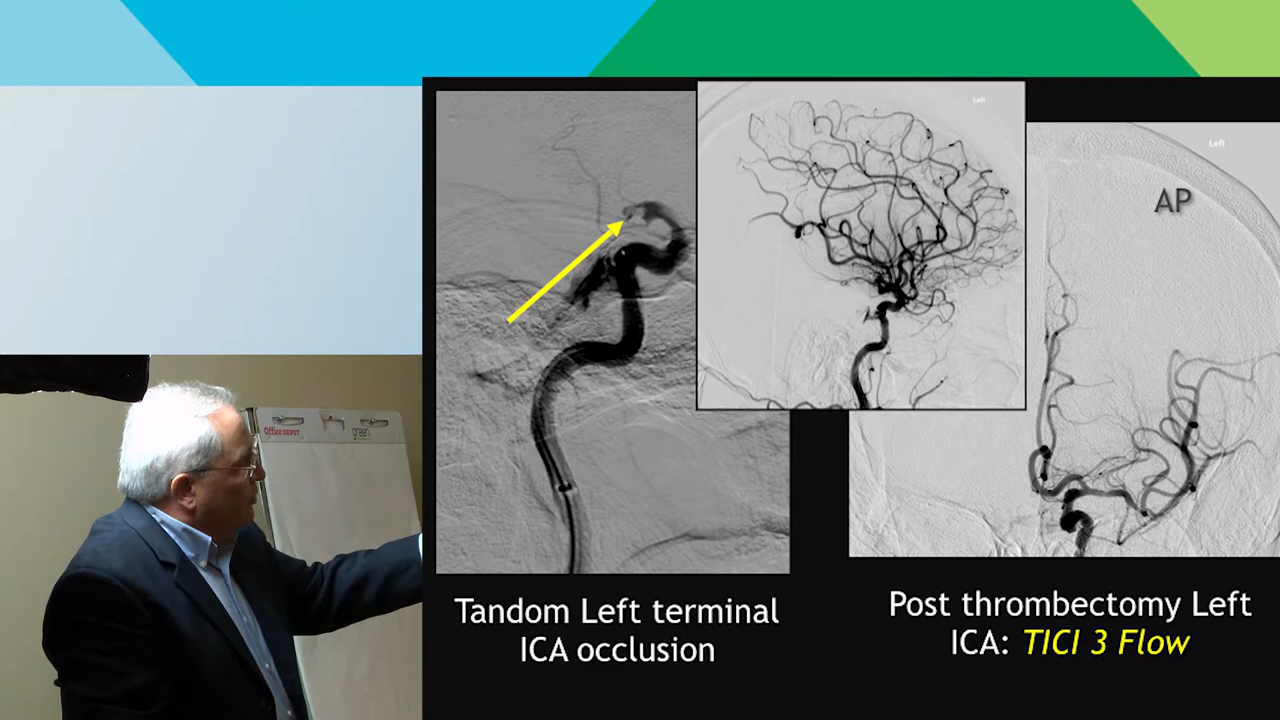 Left
Left
AP
Office DEPOT
green
Tandom Left terminal
ICA occlusion
Post thrombectomy Left
ICA: TICI 3 Flow